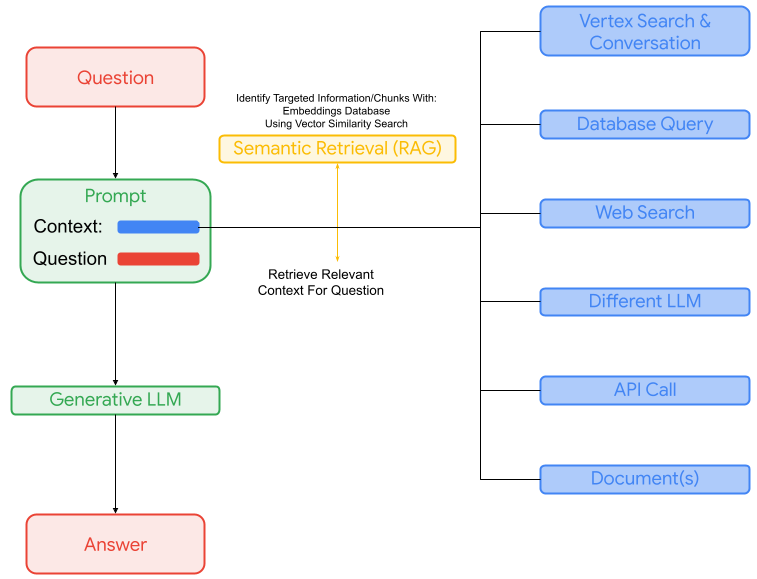 Question
Prompt
Context:
Question
Generative LLM
Answer
Identify Targeted Information/Chunks With:
Embeddings Database
Using Vector Similarity Search
Semantic Retrieval (RAG)
Retrieve Relevant
Context For Question
Vertex Search &
Conversation
Database Query
Web Search
Different LLM
API Call
Document(s)